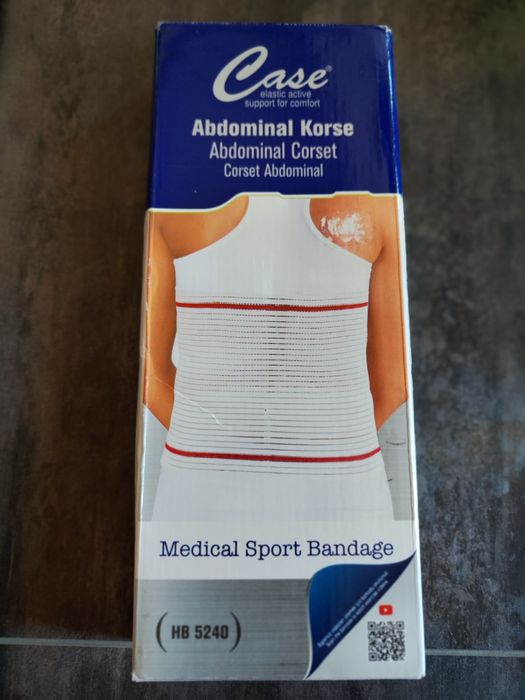 Case®
elastic active
support for comfort
Abdominal Korse
Abdominal Corset
Corset Abdominal
Medical Sport Bandage
( HB 5240 )